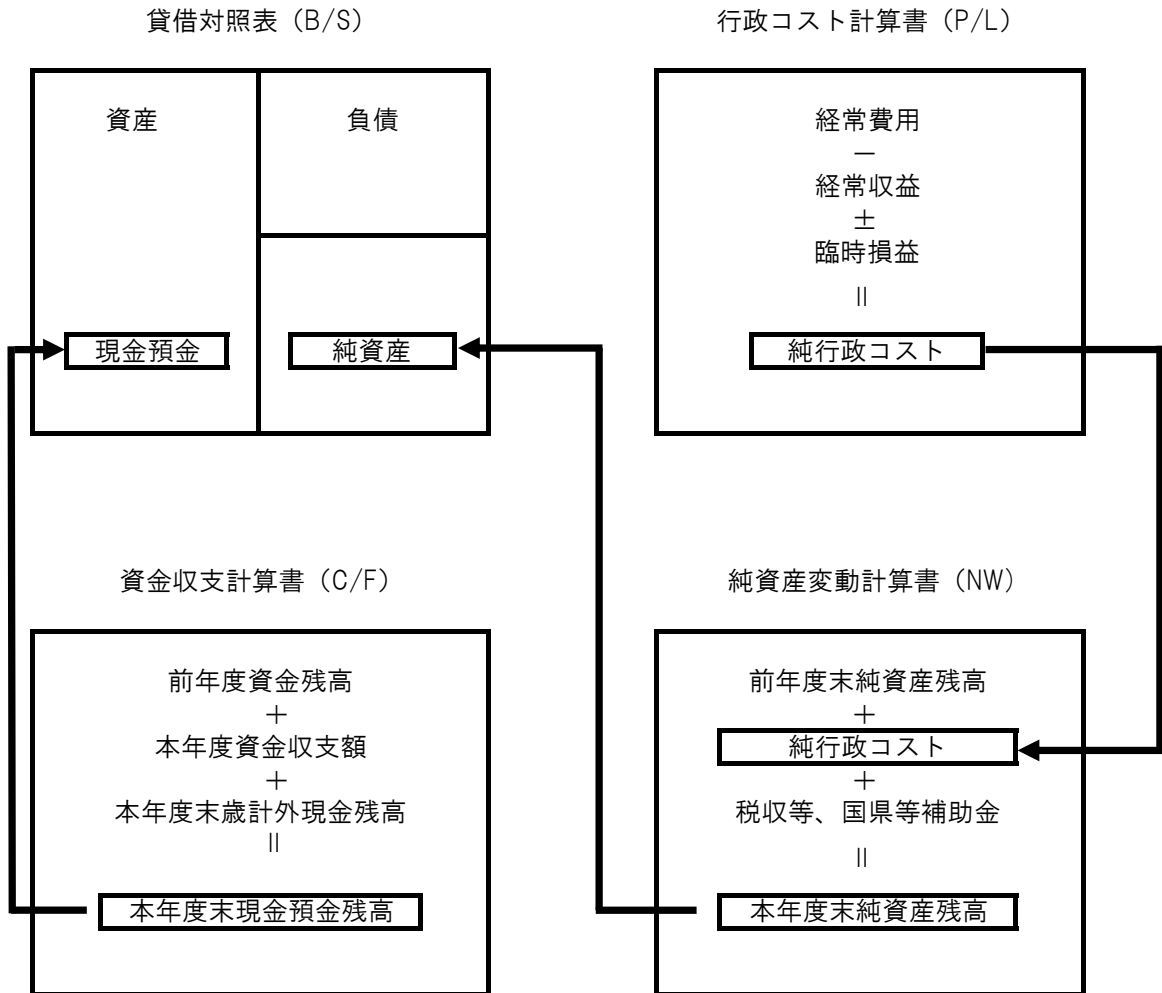 貸借対照表（B/S）
資産
負債
現金預金
純資産
行政コスト計算書（P/L）
経常費用
－
経常収益
±
臨時損益
＝
純行政コスト
資金収支計算書（C/F）
前年度資金残高
＋
本年度資金収支額
＋
本年度末歳計外現金残高
＝
本年度末現金預金残高
純資産変動計算書（NW）
前年度末純資産残高
＋
純行政コスト
＋
税収等、国県等補助金
＝
本年度末純資産残高